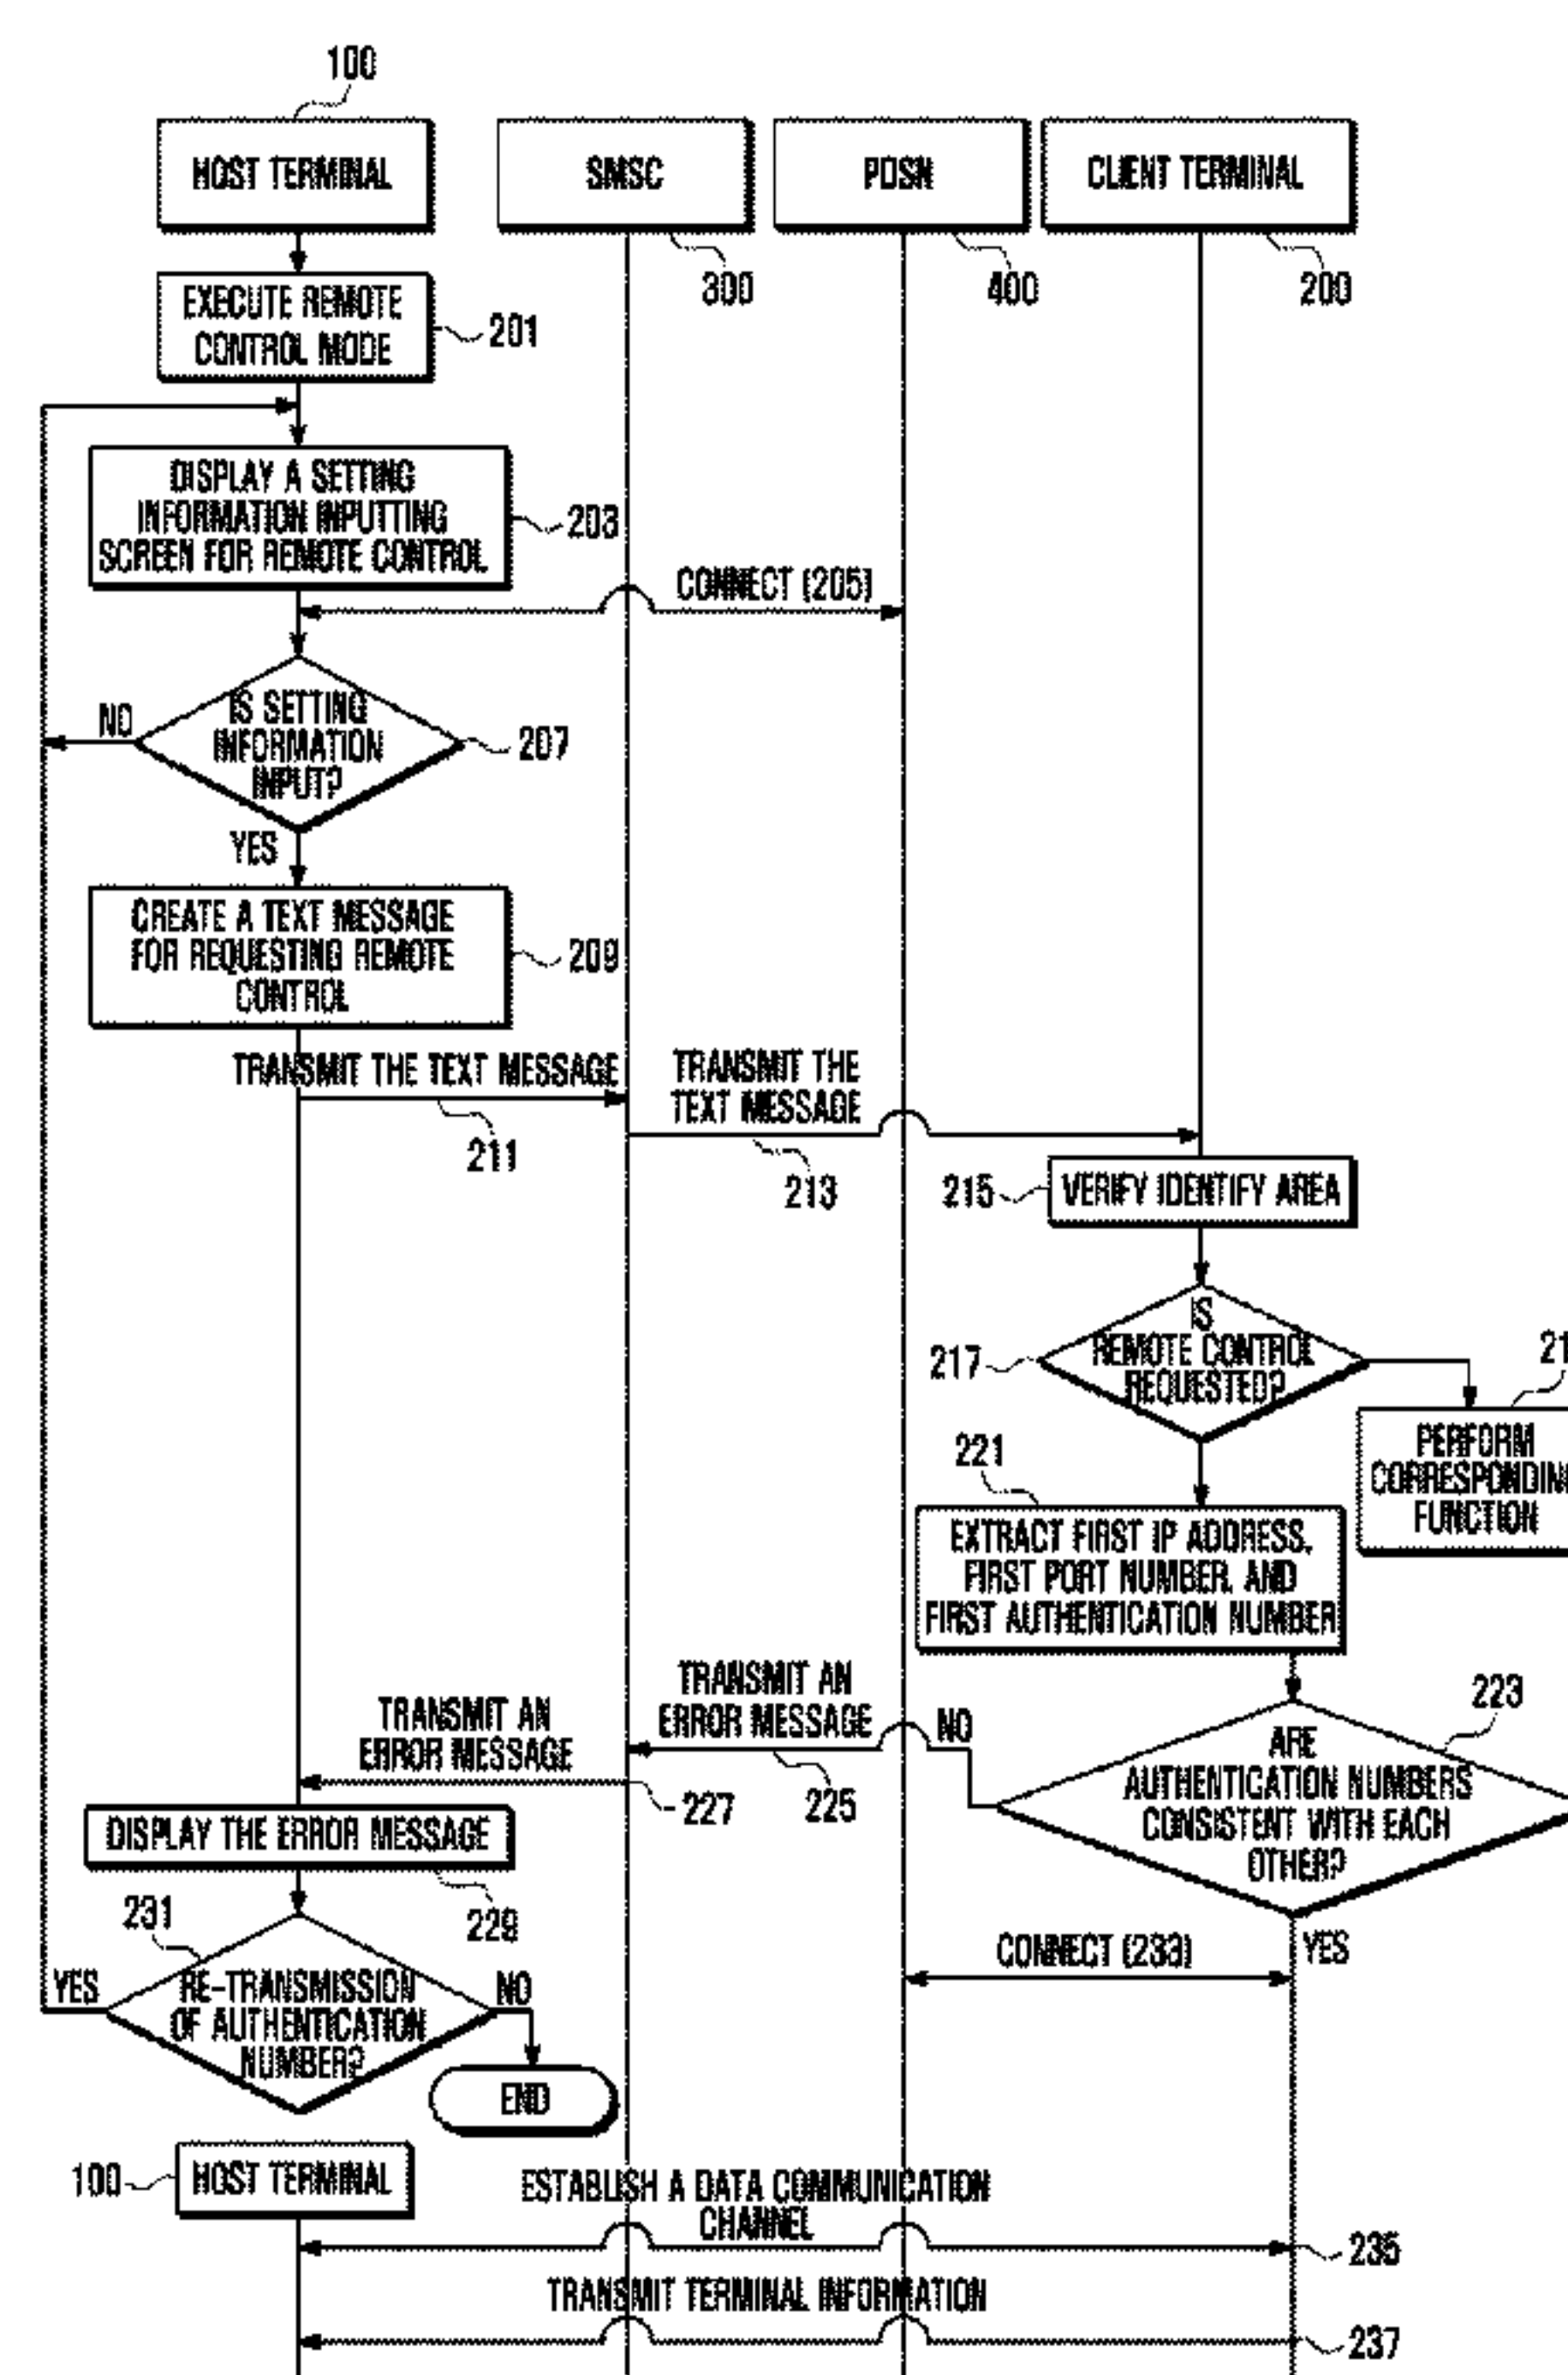 100
HOST TERMINAL
SMSC
PDSN
CLIENT TERMINAL
300
400
200
EXECUTE REMOTE
CONTROL MODE
201
DISPLAY A SETTING
INFORMATION INPUTTING
SCREEN FOR REMOTE CONTROL
203
CONNECT (205)
NO
IS SETTING
INFORMATION
INPUT?
207
YES
CREATE A TEXT MESSAGE
FOR REQUESTING REMOTE
CONTROL
209
TRANSMIT THE TEXT MESSAGE
211
TRANSMIT THE
TEXT MESSAGE
213
215
VERIFY IDENTIFY AREA
217
IS
REMOTE CONTROL
REQUESTED?
21
PERFORM
CORRESPONDING
FUNCTION
221
EXTRACT FIRST IP ADDRESS,
FIRST PORT NUMBER, AND
FIRST AUTHENTICATION NUMBER
223
ARE
AUTHENTICATION NUMBERS
CONSISTENT WITH EACH
OTHER?
NO
TRANSMIT AN
ERROR MESSAGE
225
TRANSMIT AN
ERROR MESSAGE
227
DISPLAY THE ERROR MESSAGE
229
231
YES
RE-TRANSMISSION
OF AUTHENTICATION
NUMBER?
NO
END
CONNECT (233)
YES
100
HOST TERMINAL
ESTABLISH A DATA COMMUNICATION
CHANNEL
235
TRANSMIT TERMINAL INFORMATION
237